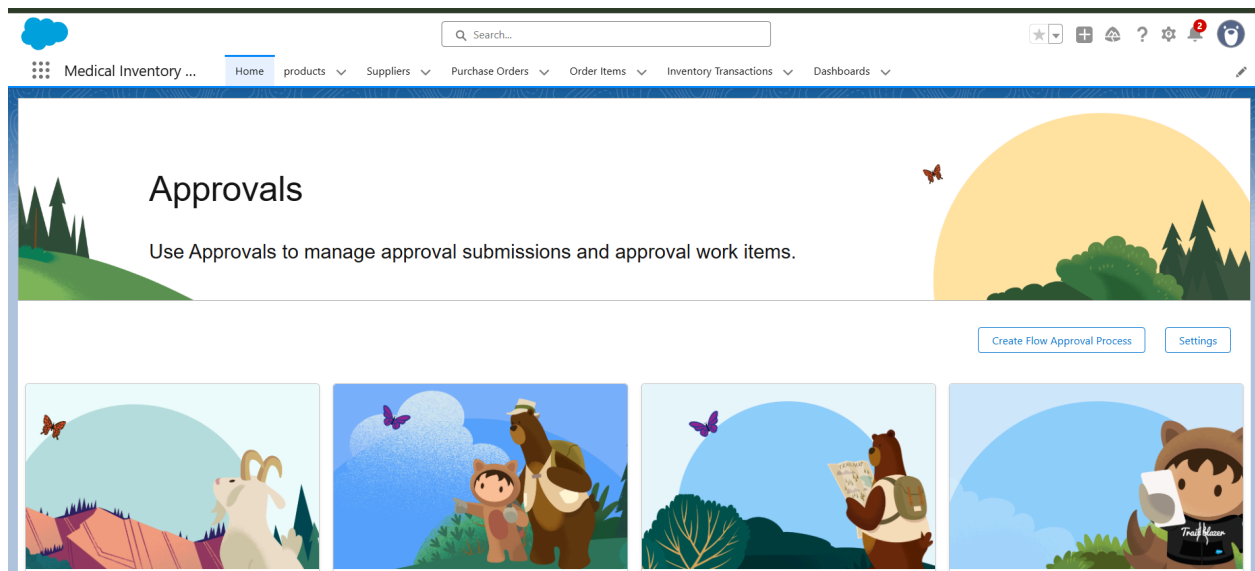 Search...
2
Medical Inventory ...
Home
products
Suppliers
Purchase Orders
Order Items
Inventory Transactions
Dashboards
Approvals
Use Approvals to manage approval submissions and approval work items.
Create Flow Approval Process
Settings
Trailblazer